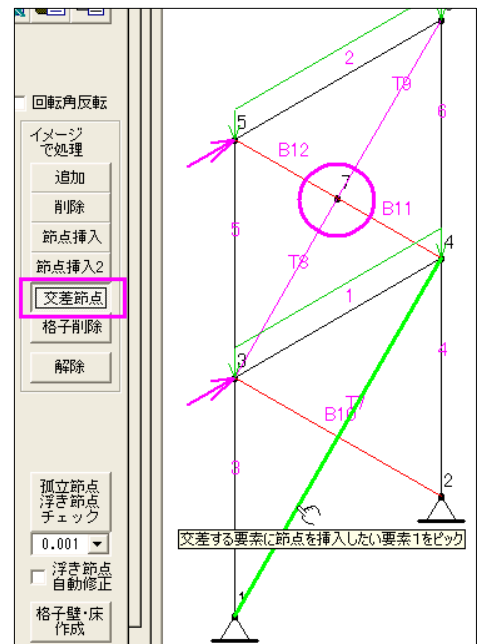 回転角反転
イメージ
で処理
追加
削除
節点挿入
節点挿入2
交差節点
格子削除
解除
孤立節点
浮き節点
チェック
0.001
浮き節点
自動修正
格子壁・床
作成
2
T9
5
6
B12
7
B11
5
T8
4
1
3
4
B10
T7
3
2
交差する要素に節点を挿入したい要素1をピック
1